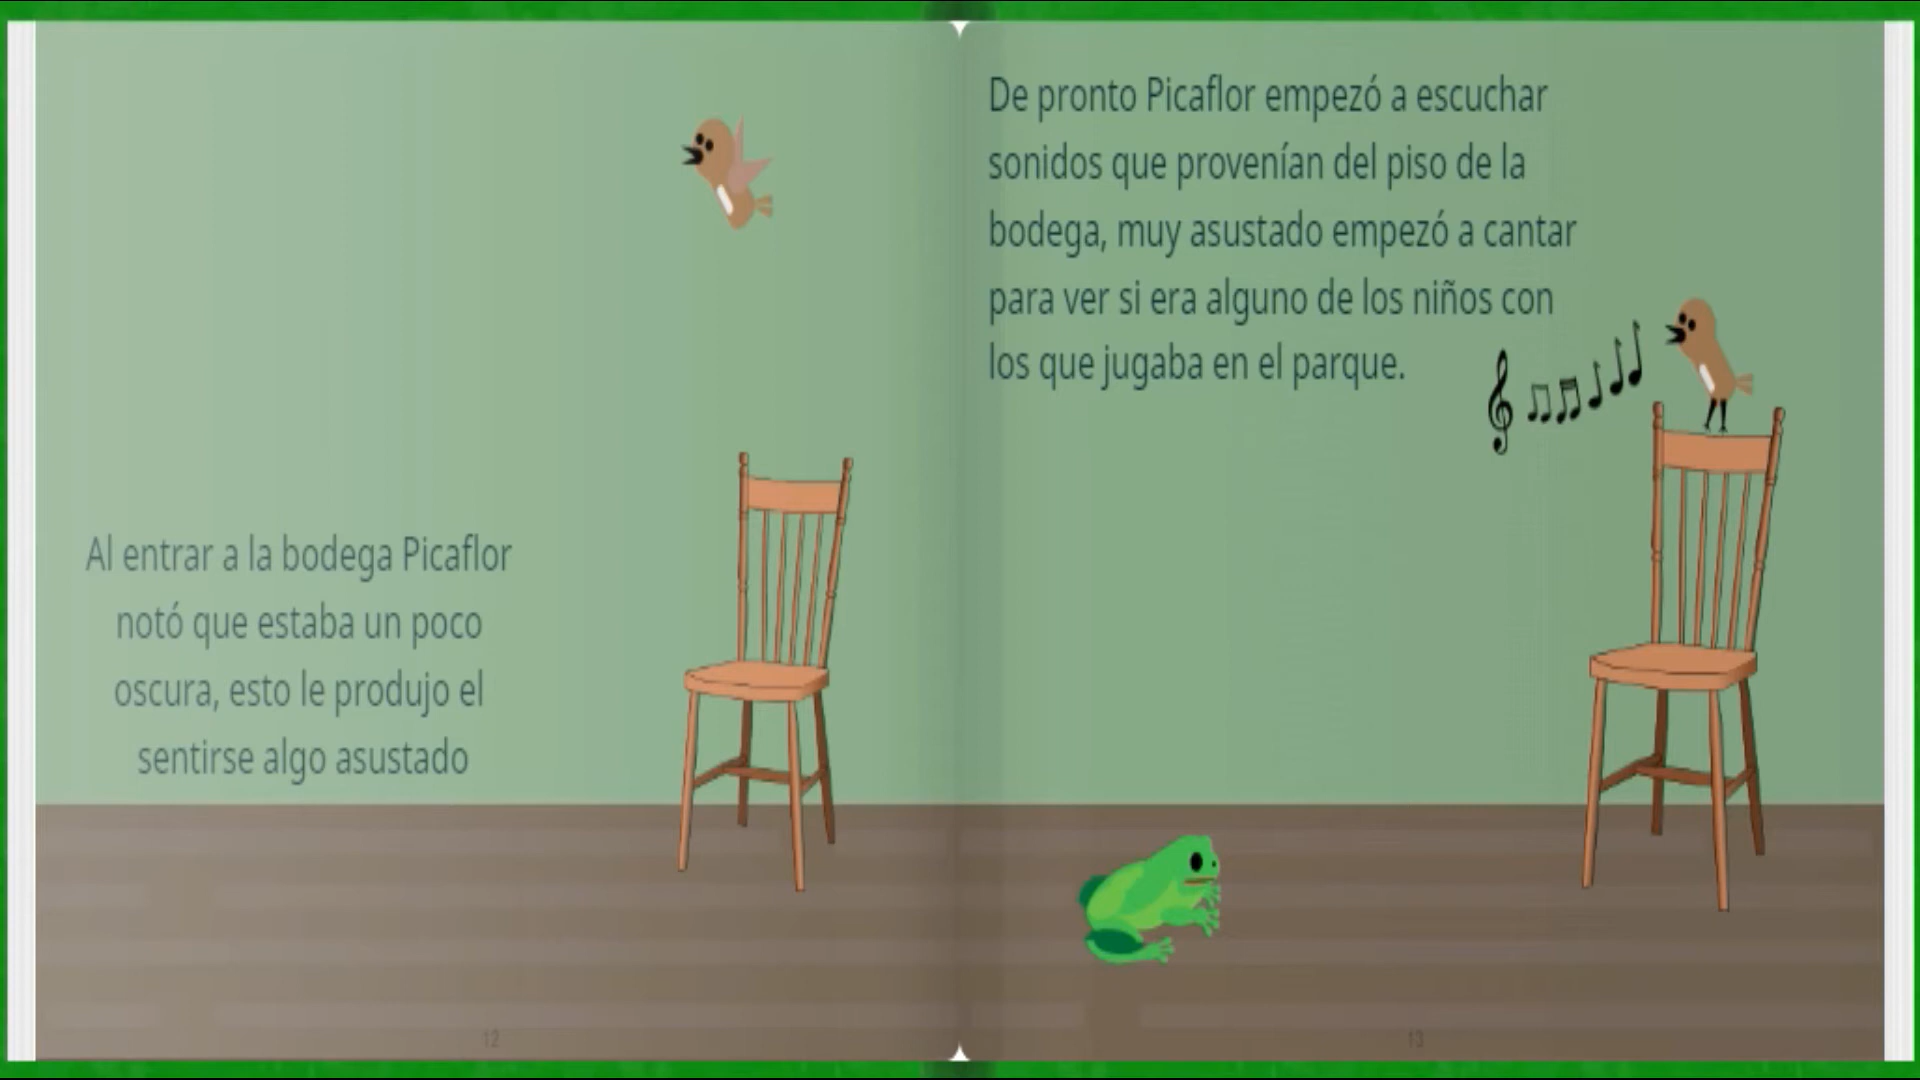 Al entrar a la bodega Picaflor
notó que estaba un poco
oscura, esto le produjo el
sentirse algo asustado
12
De pronto Picaflor empezó a escuchar
sonidos que provenían del piso de la
bodega, muy asustado empezó a cantar
para ver si era alguno de los niños con
los que jugaba en el parque.
13